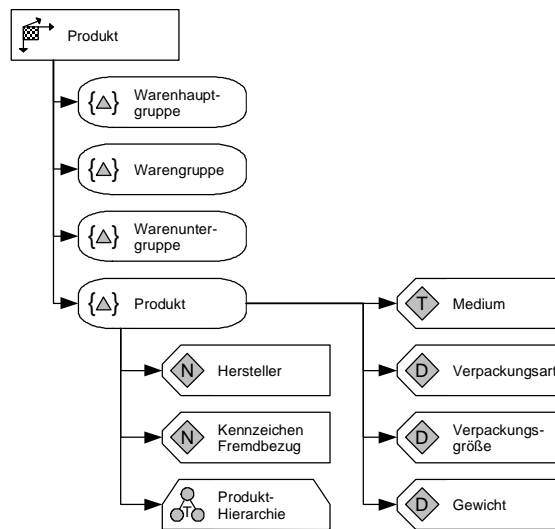 Produkt
{ } Warenhaupt-
gruppe
{ } Warengruppe
{ } Warenunter-
gruppe
{ } Produkt
T Medium
N Hersteller
D Verpackungsart
N Kennzeichen
Fremdbezug
D Verpackungs-
größe
T Produkt-
Hierarchie
D Gewicht